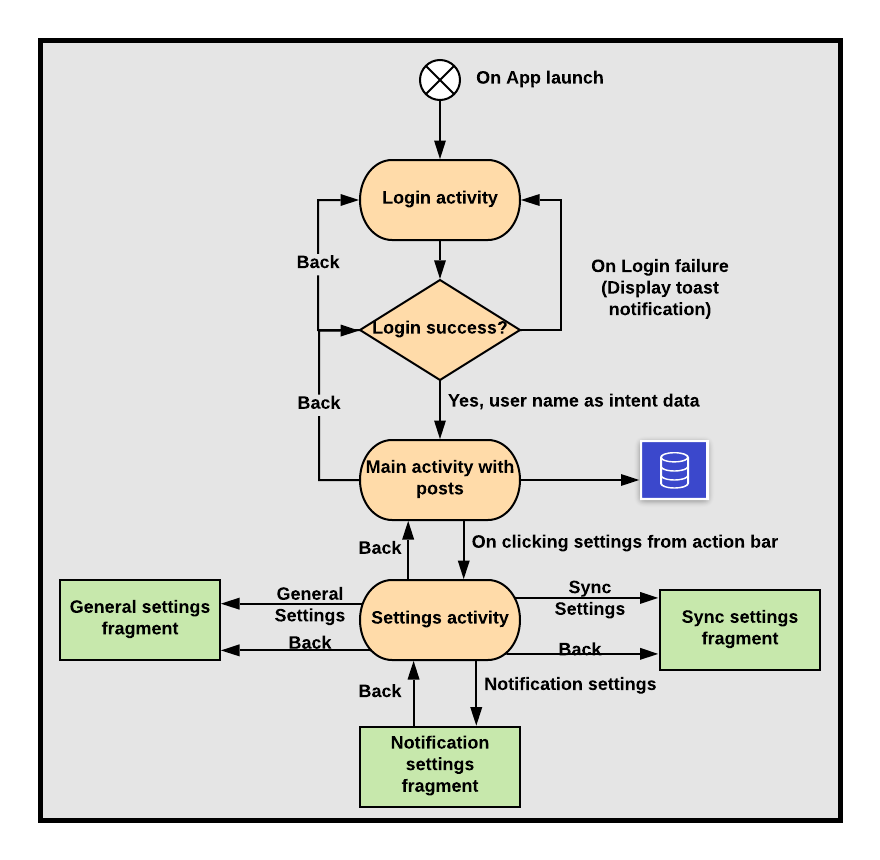 On App launch
Login activity
Back
On Login failure
(Display toast
notification)
Login success?
Back
Yes, user name as intent data
Main activity with
posts
Back
On clicking settings from action bar
General settings
fragment
General
Settings
Back
Settings activity
Sync
Settings
Back
Sync settings
fragment
Back
Notification settings
Notification
settings
fragment